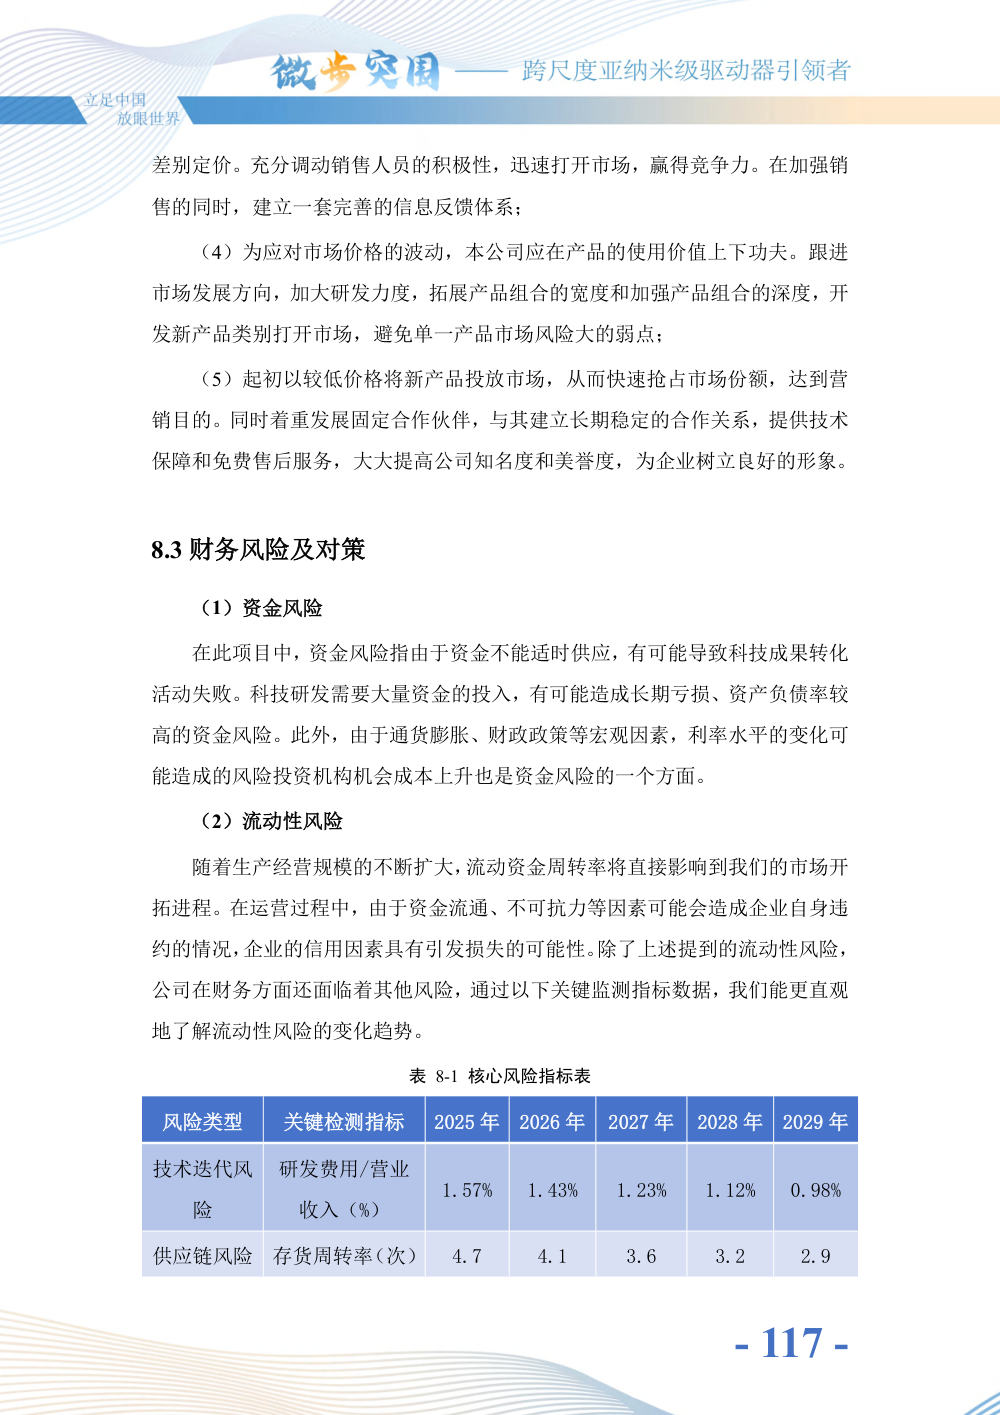 微步突围 —— 跨尺度亚纳米级驱动器引领者
立足中国
放眼世界
差别定价。充分调动销售人员的积极性，迅速打开市场，赢得竞争力。在加强销
售的同时，建立一套完善的信息反馈体系；
（4）为应对市场价格的波动，本公司应在产品的使用价值上下功夫。跟进
市场发展方向，加大研发力度，拓展产品组合的宽度和加强产品组合的深度，开
发新产品类别打开市场，避免单一产品市场风险大的弱点；
（5）起初以较低价格将新产品投放市场，从而快速抢占市场份额，达到营
销目的。同时着重发展固定合作伙伴，与其建立长期稳定的合作关系，提供技术
保障和免费售后服务，大大提高公司知名度和美誉度，为企业树立良好的形象。
8.3 财务风险及对策
（1）资金风险
在此项目中，资金风险指由于资金不能适时供应，有可能导致科技成果转化
活动失败。科技研发需要大量资金的投入，有可能造成长期亏损、资产负债率较
高的资金风险。此外，由于通货膨胀、财政政策等宏观因素，利率水平的变化可
能造成的风险投资机构机会成本上升也是资金风险的一个方面。
（2）流动性风险
随着生产经营规模的不断扩大，流动资金周转率将直接影响到我们的市场开
拓进程。在运营过程中，由于资金流通、不可抗力等因素可能会造成企业自身违
约的情况，企业的信用因素具有引发损失的可能性。除了上述提到的流动性风险，
公司在财务方面还面临着其他风险，通过以下关键监测指标数据，我们能更直观
地了解流动性风险的变化趋势。
表 8-1 核心风险指标表
风险类型 关键检测指标 2025 年 2026 年 2027 年 2028 年 2029 年
技术迭代风 研发费用/营业
1.57% 1.43% 1.23% 1.12% 0.98%
险 收入（%）
供应链风险 存货周转率（次） 4.7 4.1 3.6 3.2 2.9
- 117 -